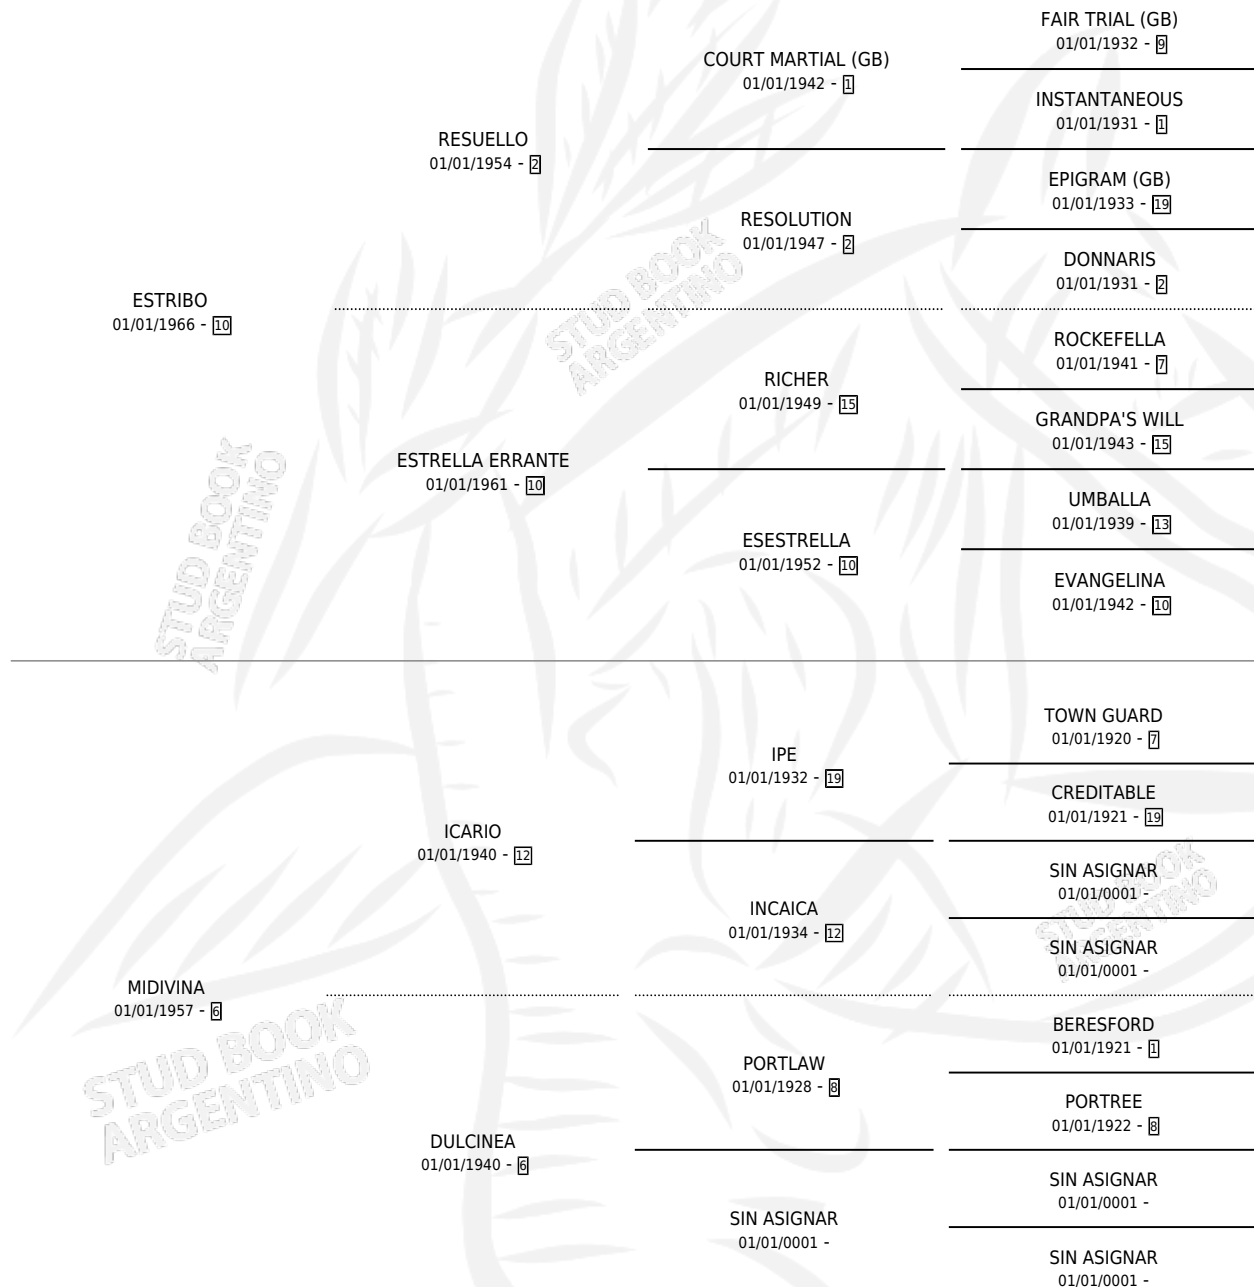 FAIR TRIAL (GB)
01/01/1932 - 9
COURT MARTIAL (GB)
01/01/1942 - 1
INSTANTANEOUS
01/01/1931 - 1
RESUELLO
01/01/1954 - 2
EPIGRAM (GB)
01/01/1933 - 19
RESOLUTION
01/01/1947 - 2
DONNARIS
01/01/1931 - 2
ESTRIBO
01/01/1966 - 10
ROCKEFELLA
01/01/1941 - 7
RICHER
01/01/1949 - 15
GRANDPA'S WILL
01/01/1943 - 15
ESTRELLA ERRANTE
01/01/1961 - 10
UMBALLA
01/01/1939 - 13
ESESTRELLA
01/01/1952 - 10
EVANGELINA
01/01/1942 - 10
TOWN GUARD
01/01/1920 - 7
IPE
01/01/1932 - 19
CREDITABLE
01/01/1921 - 19
ICARIO
01/01/1940 - 12
SIN ASIGNAR
01/01/0001 -
INCAICA
01/01/1934 - 12
SIN ASIGNAR
01/01/0001 -
MIDIVINA
01/01/1957 - 6
BERESFORD
01/01/1921 - 1
PORTLAW
01/01/1928 - 8
PORTREE
01/01/1922 - 8
DULCINEA
01/01/1940 - 6
SIN ASIGNAR
01/01/0001 -
SIN ASIGNAR
01/01/0001 -
SIN ASIGNAR
01/01/0001 -
STUD BOOK
ARGENTINO
STUD BOOK
ARGENTINO
STUD BOOK
ARGENTINO
STUD BOOK
ARGENTINO